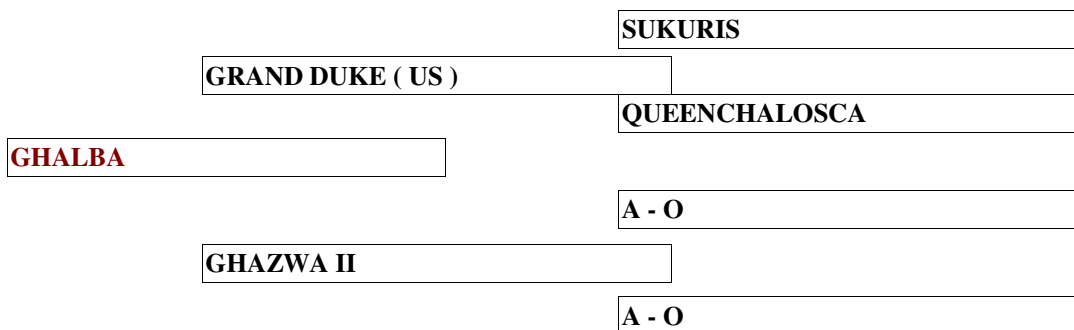 SUKURIS
GRAND DUKE ( US )
QUEENCHALOSCA
GHALBA
A - O
GHAZWA II
A - O